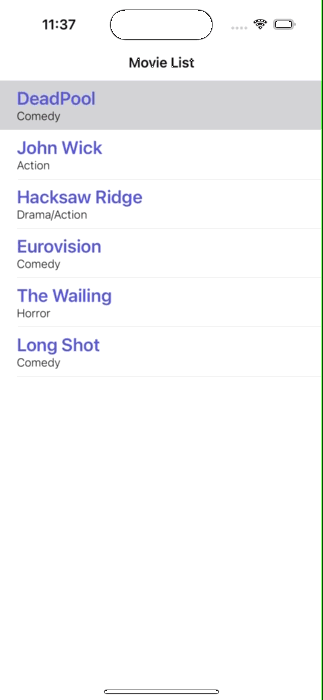 11:37
Movie List
DeadPool
Comedy
John Wick
Action
Hacksaw Ridge
Drama/Action
Eurovision
Comedy
The Wailing
Horror
Long Shot
Comedy